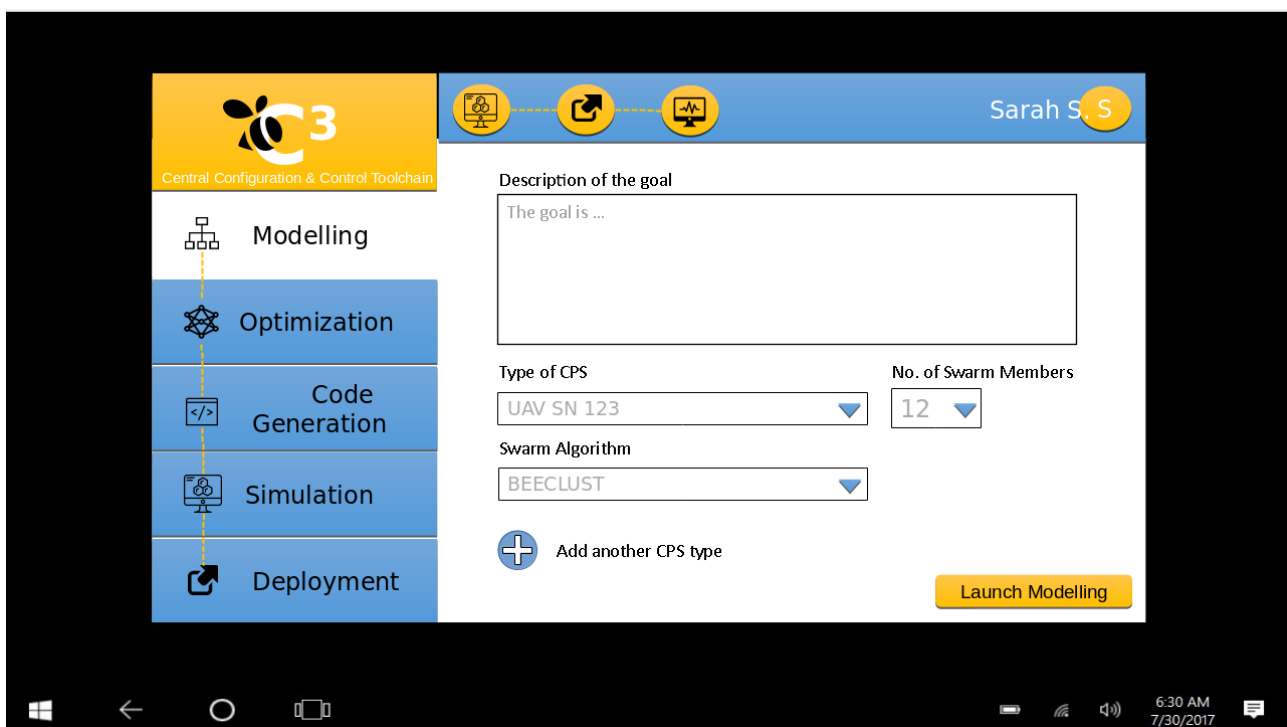 C3
Central Configuration & Control Toolchain
Sarah S. S
Modelling
Optimization
Code
Generation
</>
Simulation
Deployment
Description of the goal
The goal is ...
Type of CPS
No. of Swarm Members
UAV SN 123
12
Swarm Algorithm
BEECLUST
Add another CPS type
Launch Modelling
6:30 AM
7/30/2017